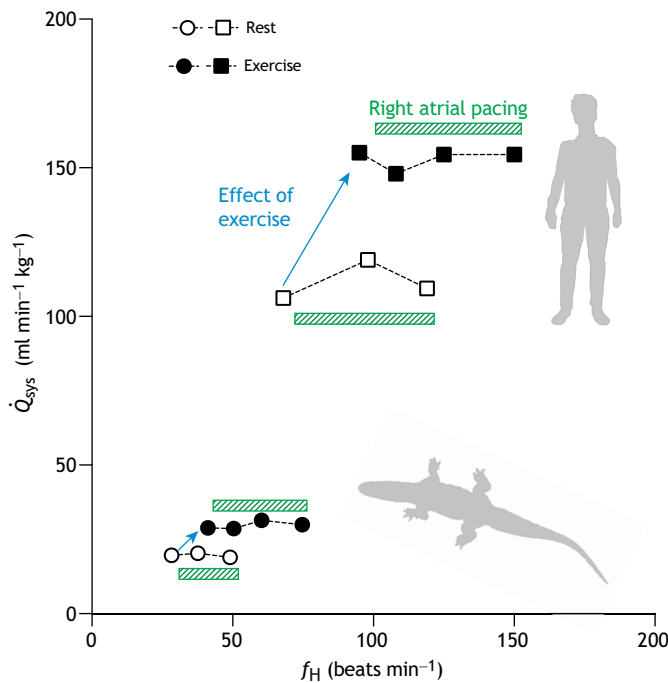 200
Rest
Exercise
Right atrial pacing
150
Effect of
exercise
100
Q̇sys (ml min–1 kg–1)
50
0
0 50 100 150 200
fH (beats min–1)